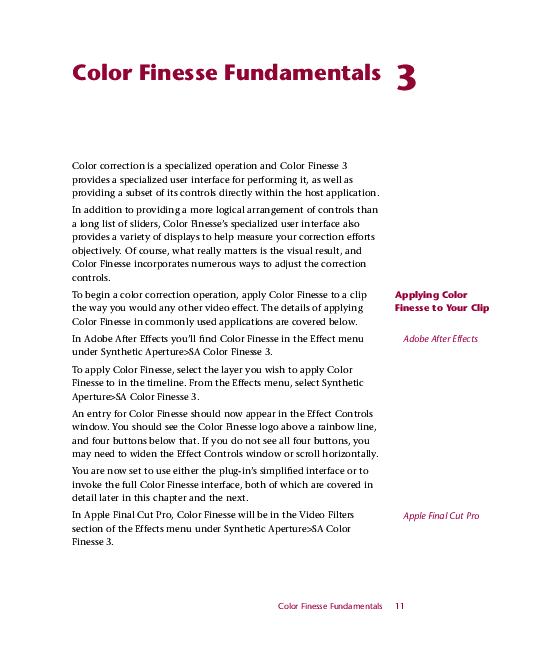 Color Finesse Fundamentals 3
Color correction is a specialized operation and Color Finesse 3
provides a specialized user interface for performing it, as well as
providing a subset of its controls directly within the host application.
In addition to providing a more logical arrangement of controls than
a long list of sliders, Color Finesse's specialized user interface also
provides a variety of displays to help measure your correction efforts
objectively. Of course, what really matters is the visual result, and
Color Finesse incorporates numerous ways to adjust the correction
controls.
Applying Color
Finesse to Your Clip
To begin a color correction operation, apply Color Finesse to a clip
the way you would any other video effect. The details of applying
Color Finesse in commonly used applications are covered below.
Adobe After Effects
In Adobe After Effects you'll find Color Finesse in the Effect menu
under Synthetic Aperture>SA Color Finesse 3.
To apply Color Finesse, select the layer you wish to apply Color
Finesse to in the timeline. From the Effects menu, select Synthetic
Aperture>SA Color Finesse 3.
An entry for Color Finesse should now appear in the Effect Controls
window. You should see the Color Finesse logo above a rainbow line,
and four buttons below that. If you do not see all four buttons, you
may need to widen the Effect Controls window or scroll horizontally.
You are now set to use either the plug-in's simplified interface or to
invoke the full Color Finesse interface, both of which are covered in
detail later in this chapter and the next.
Apple Final Cut Pro
In Apple Final Cut Pro, Color Finesse will be in the Video Filters
section of the Effects menu under Synthetic Aperture>SA Color
Finesse 3.
Color Finesse Fundamentals 11